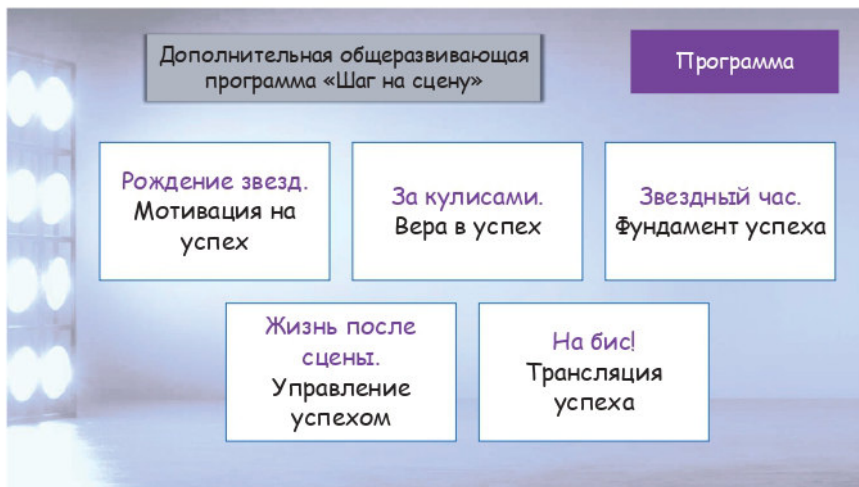 Дополнительная общеразвивающая
программа «Шаг на сцену»
Программа
Рождение звезд.
Мотивация на
успех
За кулисами.
Вера в успех
Звездный час.
Фундамент успеха
Жизнь после
сцены.
Управление
успехом
На бис!
Трансляция
успеха